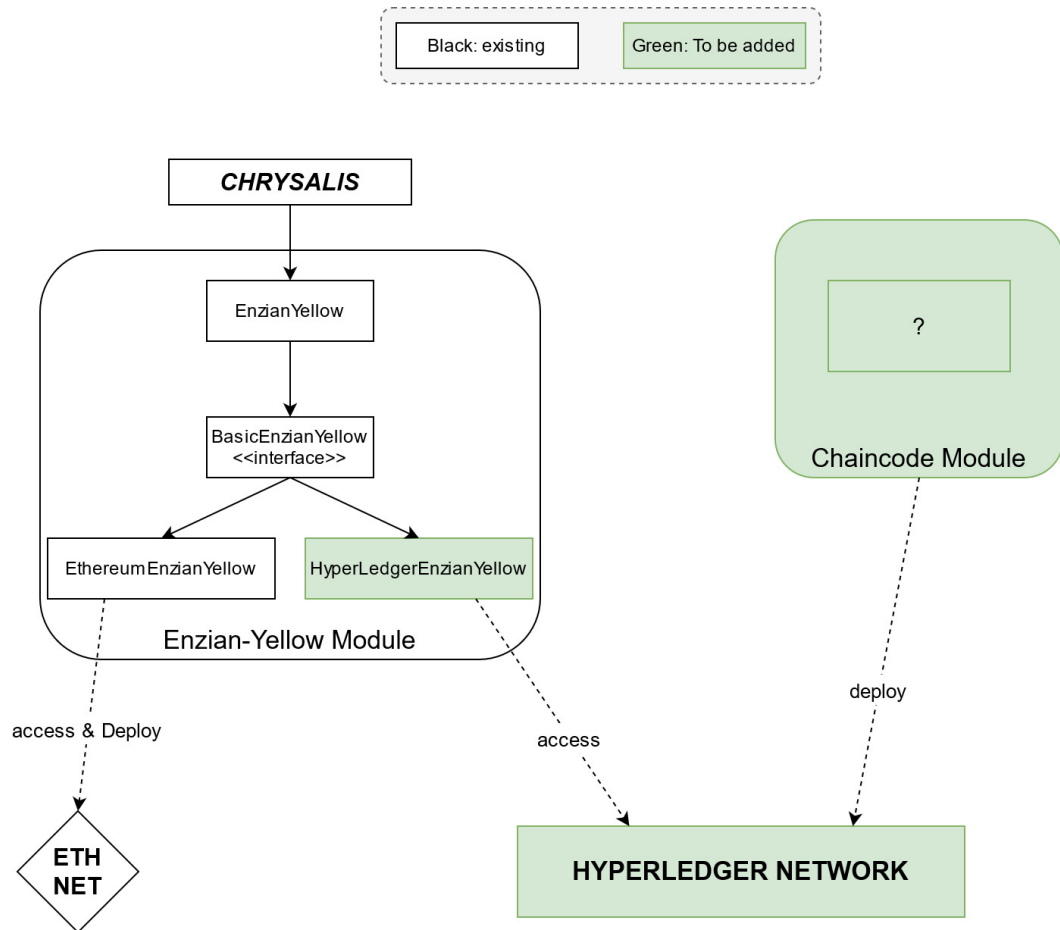 Black: existing
Green: To be added
CHRYSALIS
EnzianYellow
BasicEnzianYellow
<<interface>>
EthereumEnzianYellow
HyperLedgerEnzianYellow
Enzian-Yellow Module
?
Chaincode Module
deploy
access & Deploy
access
ETH
NET
HYPERLEDGER NETWORK